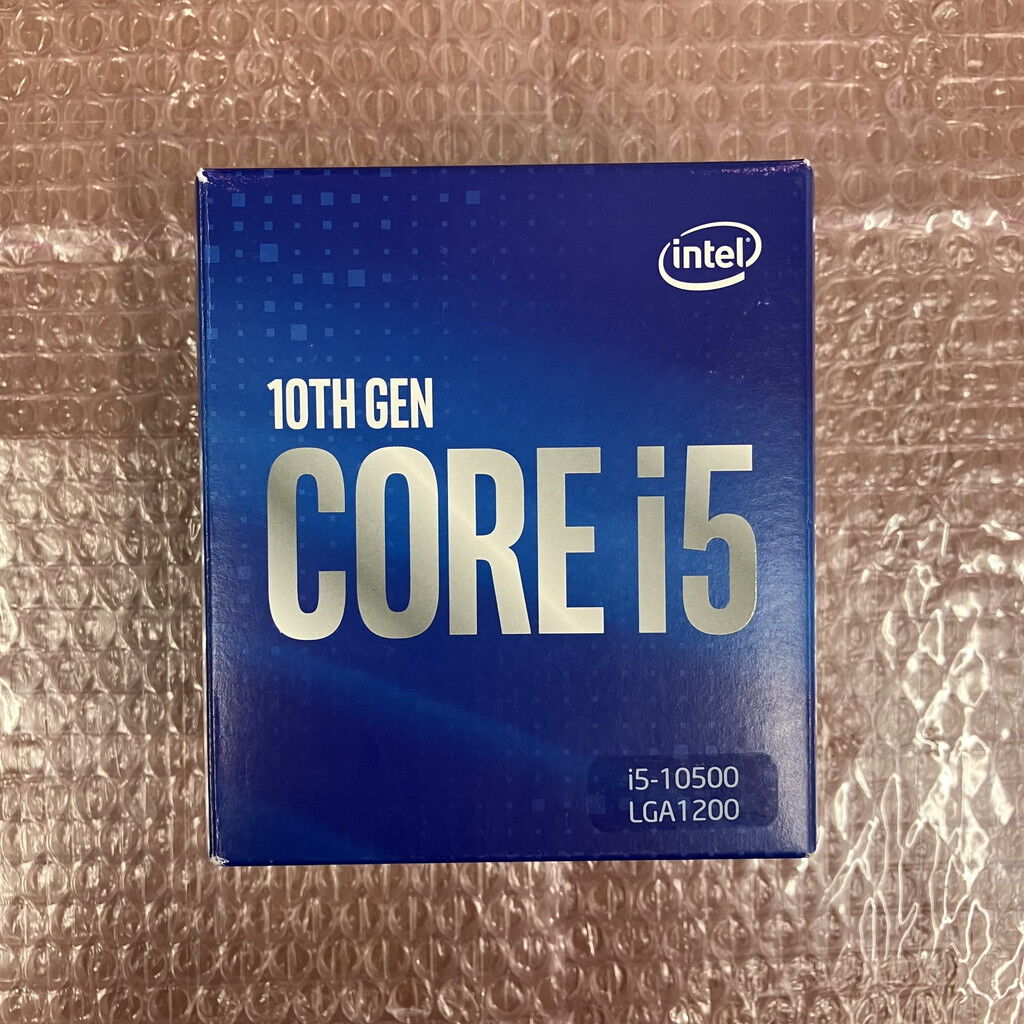 intel
10TH GEN
CORE i5
i5-10500
LGA1200